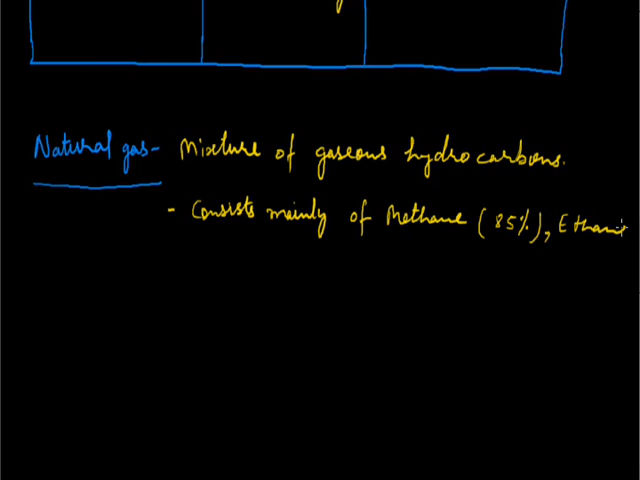 Natural gas- Mixture of gaseous hydrocarbons.
- Consists mainly of Methane (85%), Ethane